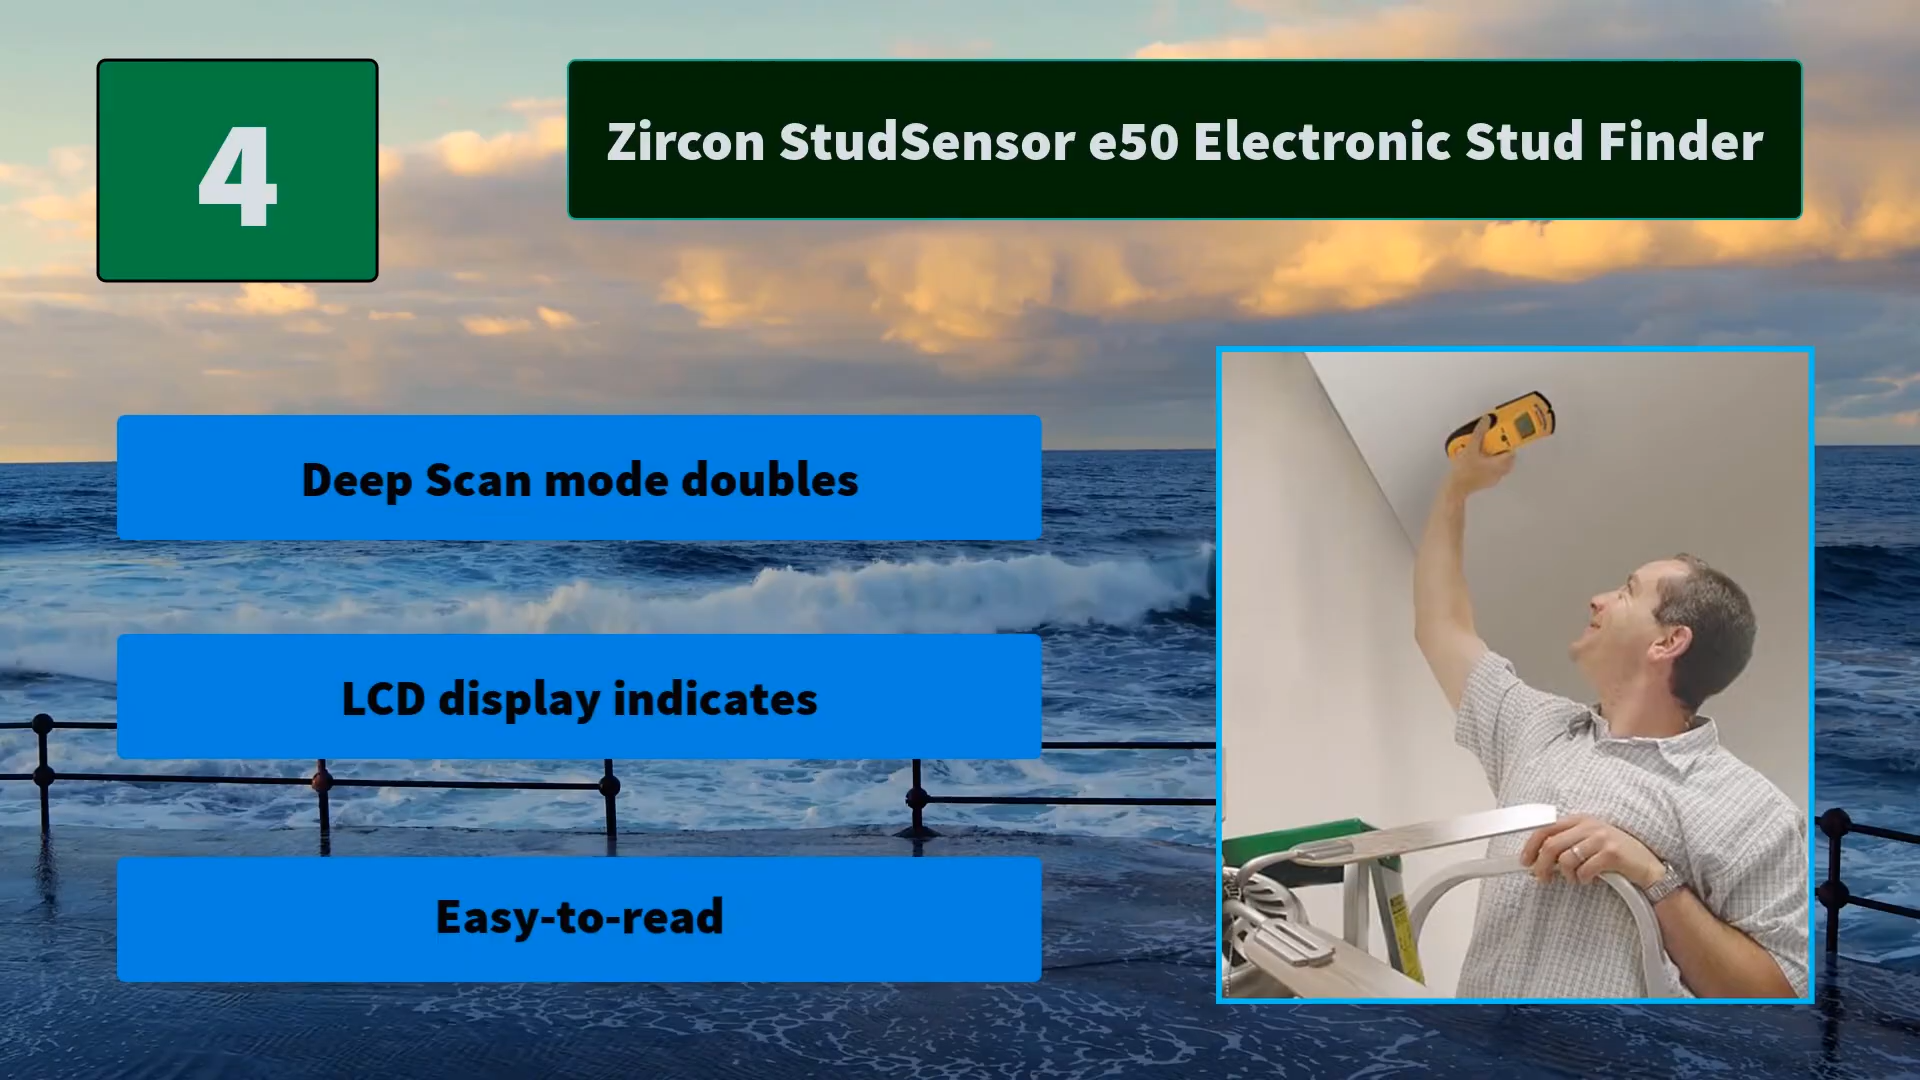 4
Zircon StudSensor e50 Electronic Stud Finder
Deep Scan mode doubles
LCD display indicates
Easy-to-read